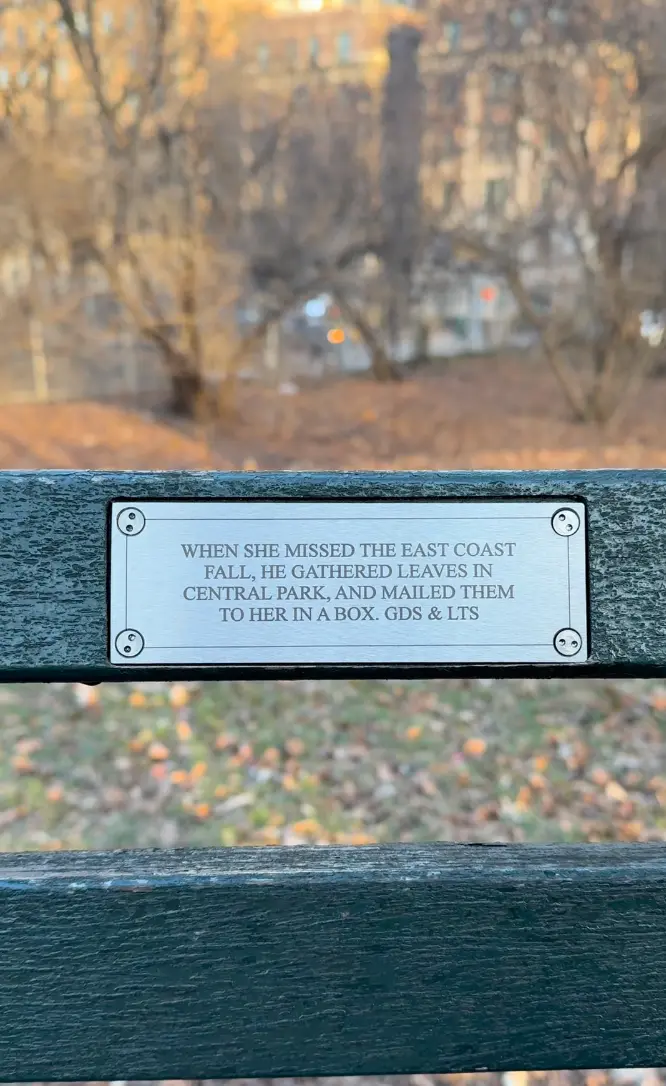 WHEN SHE MISSED THE EAST COAST
FALL, HE GATHERED LEAVES IN
CENTRAL PARK, AND MAILED THEM
TO HER IN A BOX. GDS & LTS